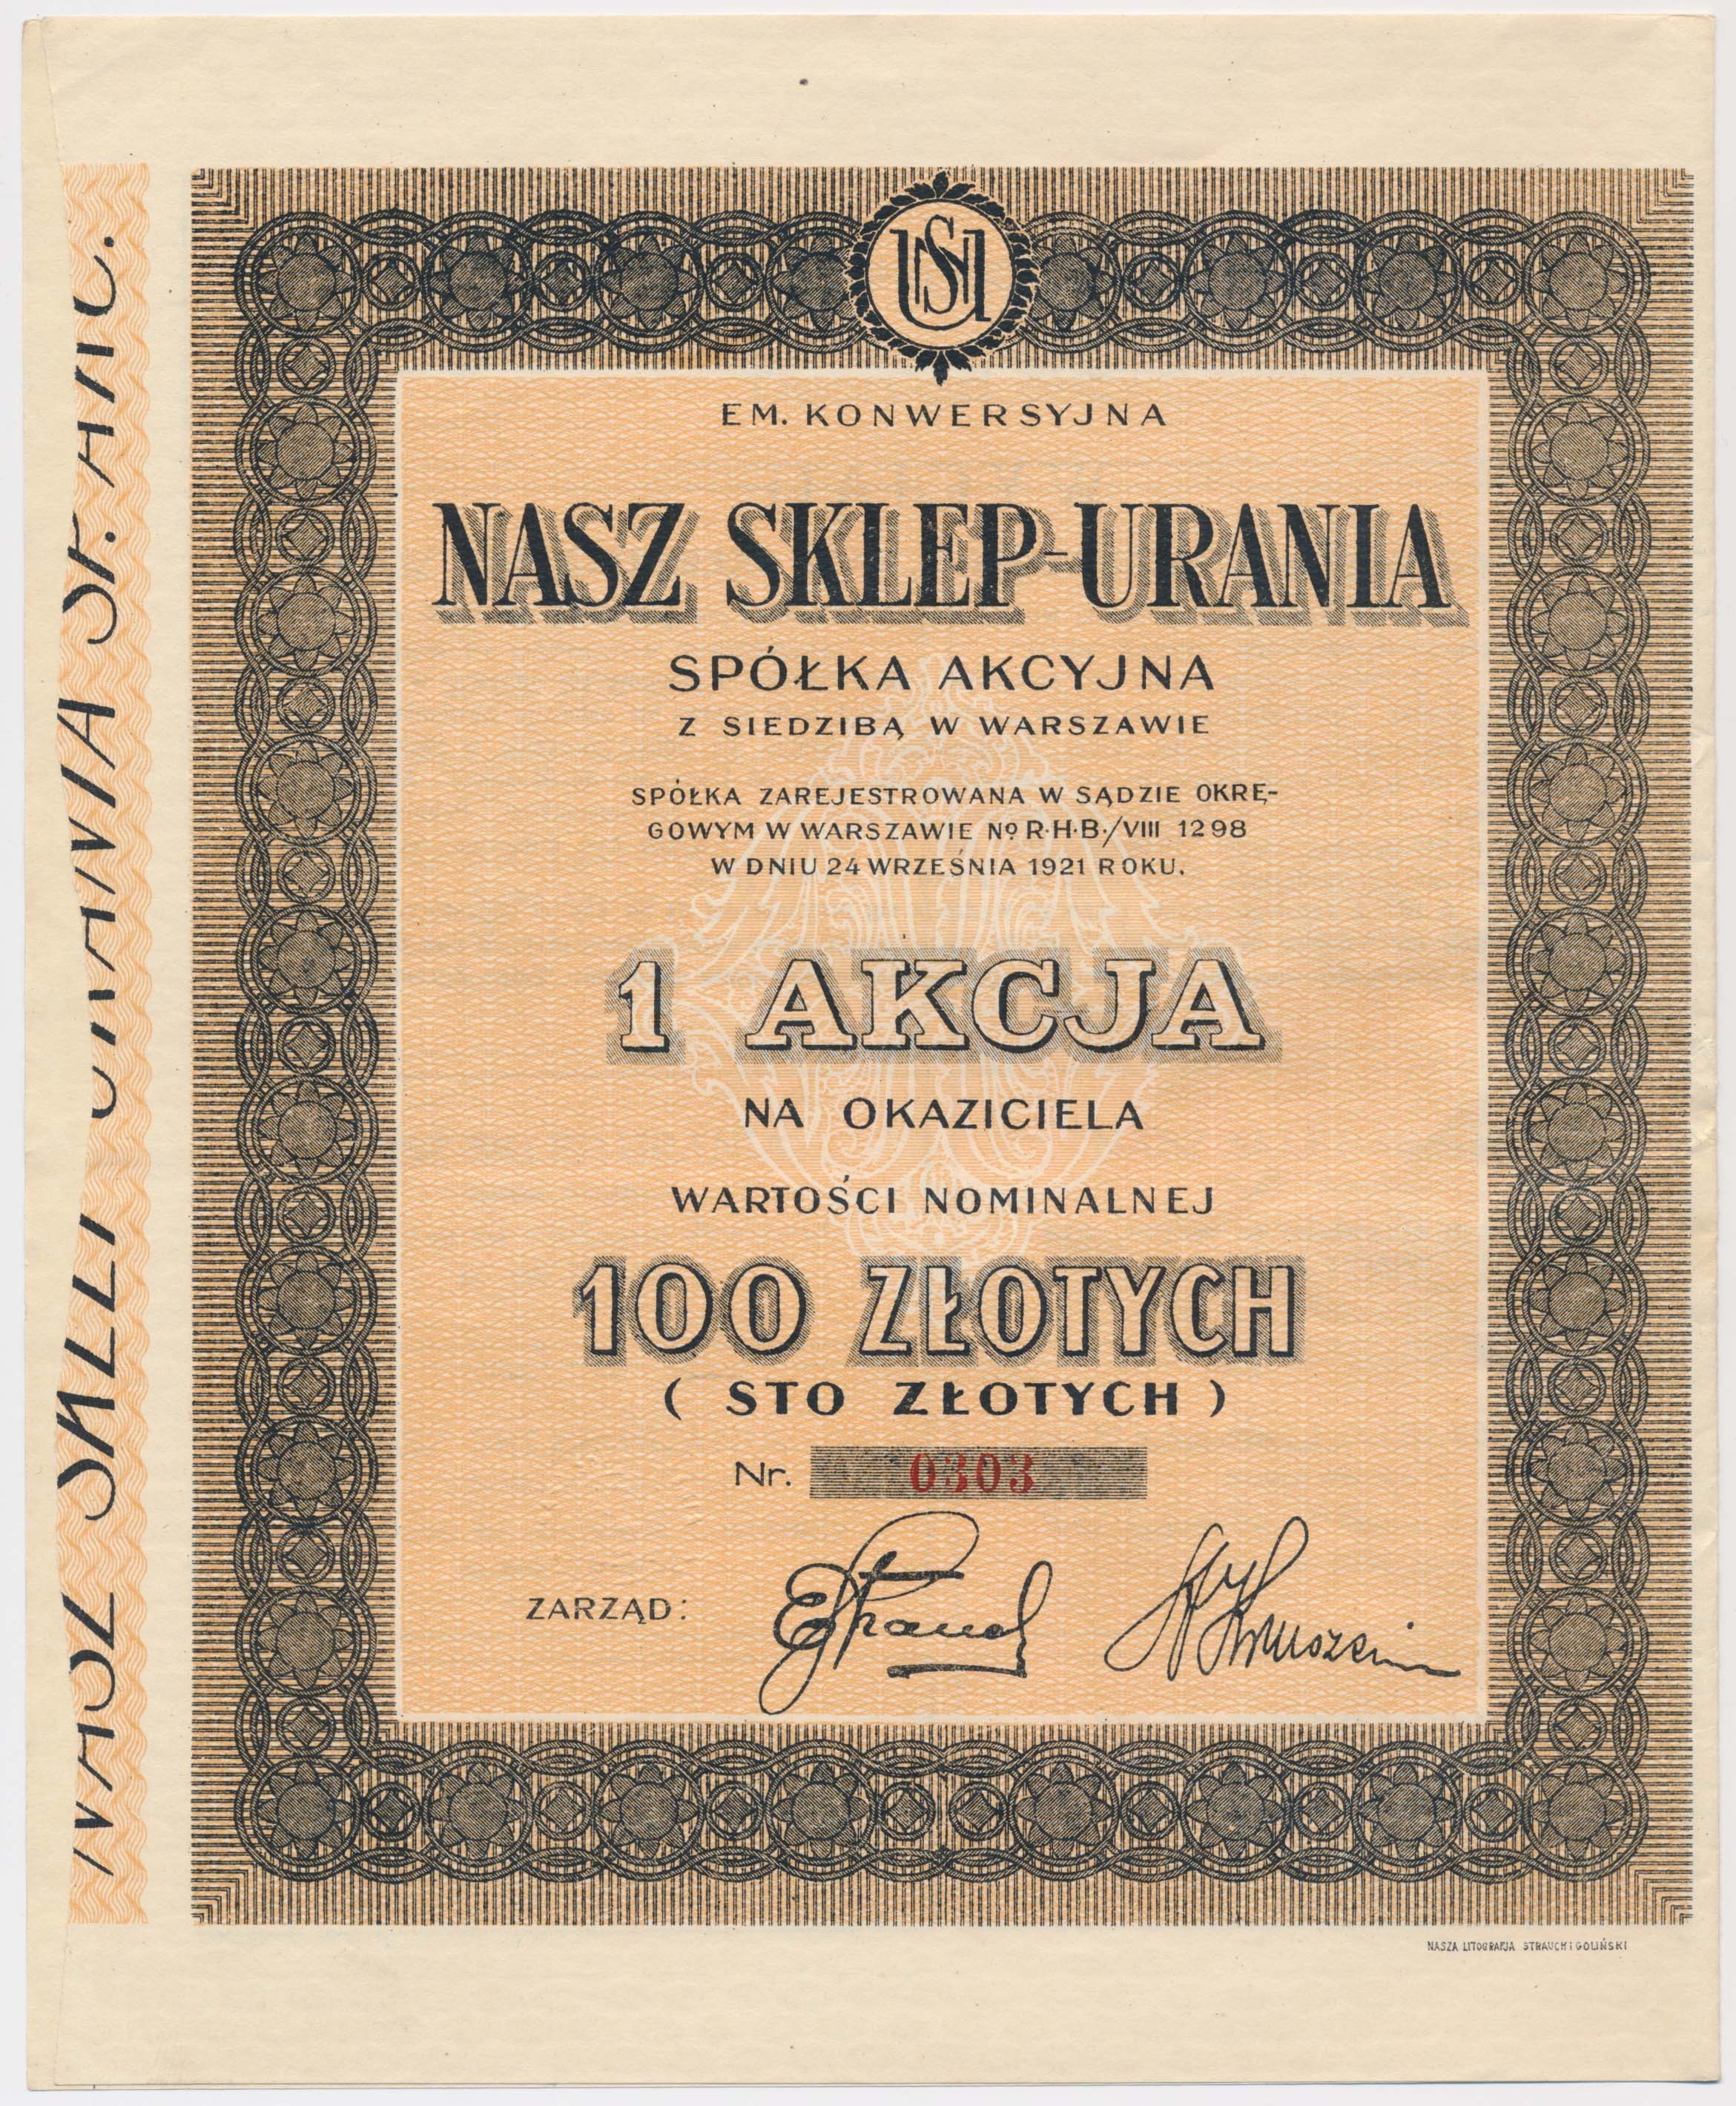 EM. KONWERSYJNA
NASZ SKLEP-URANIA
SPÓŁKA AKCYJNA
Z SIEDZIBĄ W WARSZAWIE
SPÓŁKA ZAREJESTROWANA W SĄDZIE OKRĘ-
GOWYM W WARSZAWIE Nº R.H.B./VIII 1298
W DNIU 24 WRZEŚNIA 1921 ROKU.
1 AKCJA
NA OKAZICIELA
WARTOŚCI NOMINALNEJ
100 ZŁOTYCH
( STO ZŁOTYCH )
Nr. 0303
ZARZĄD:
NASZA LITOGRAFJA STRAUCH I GOLIŃSKI